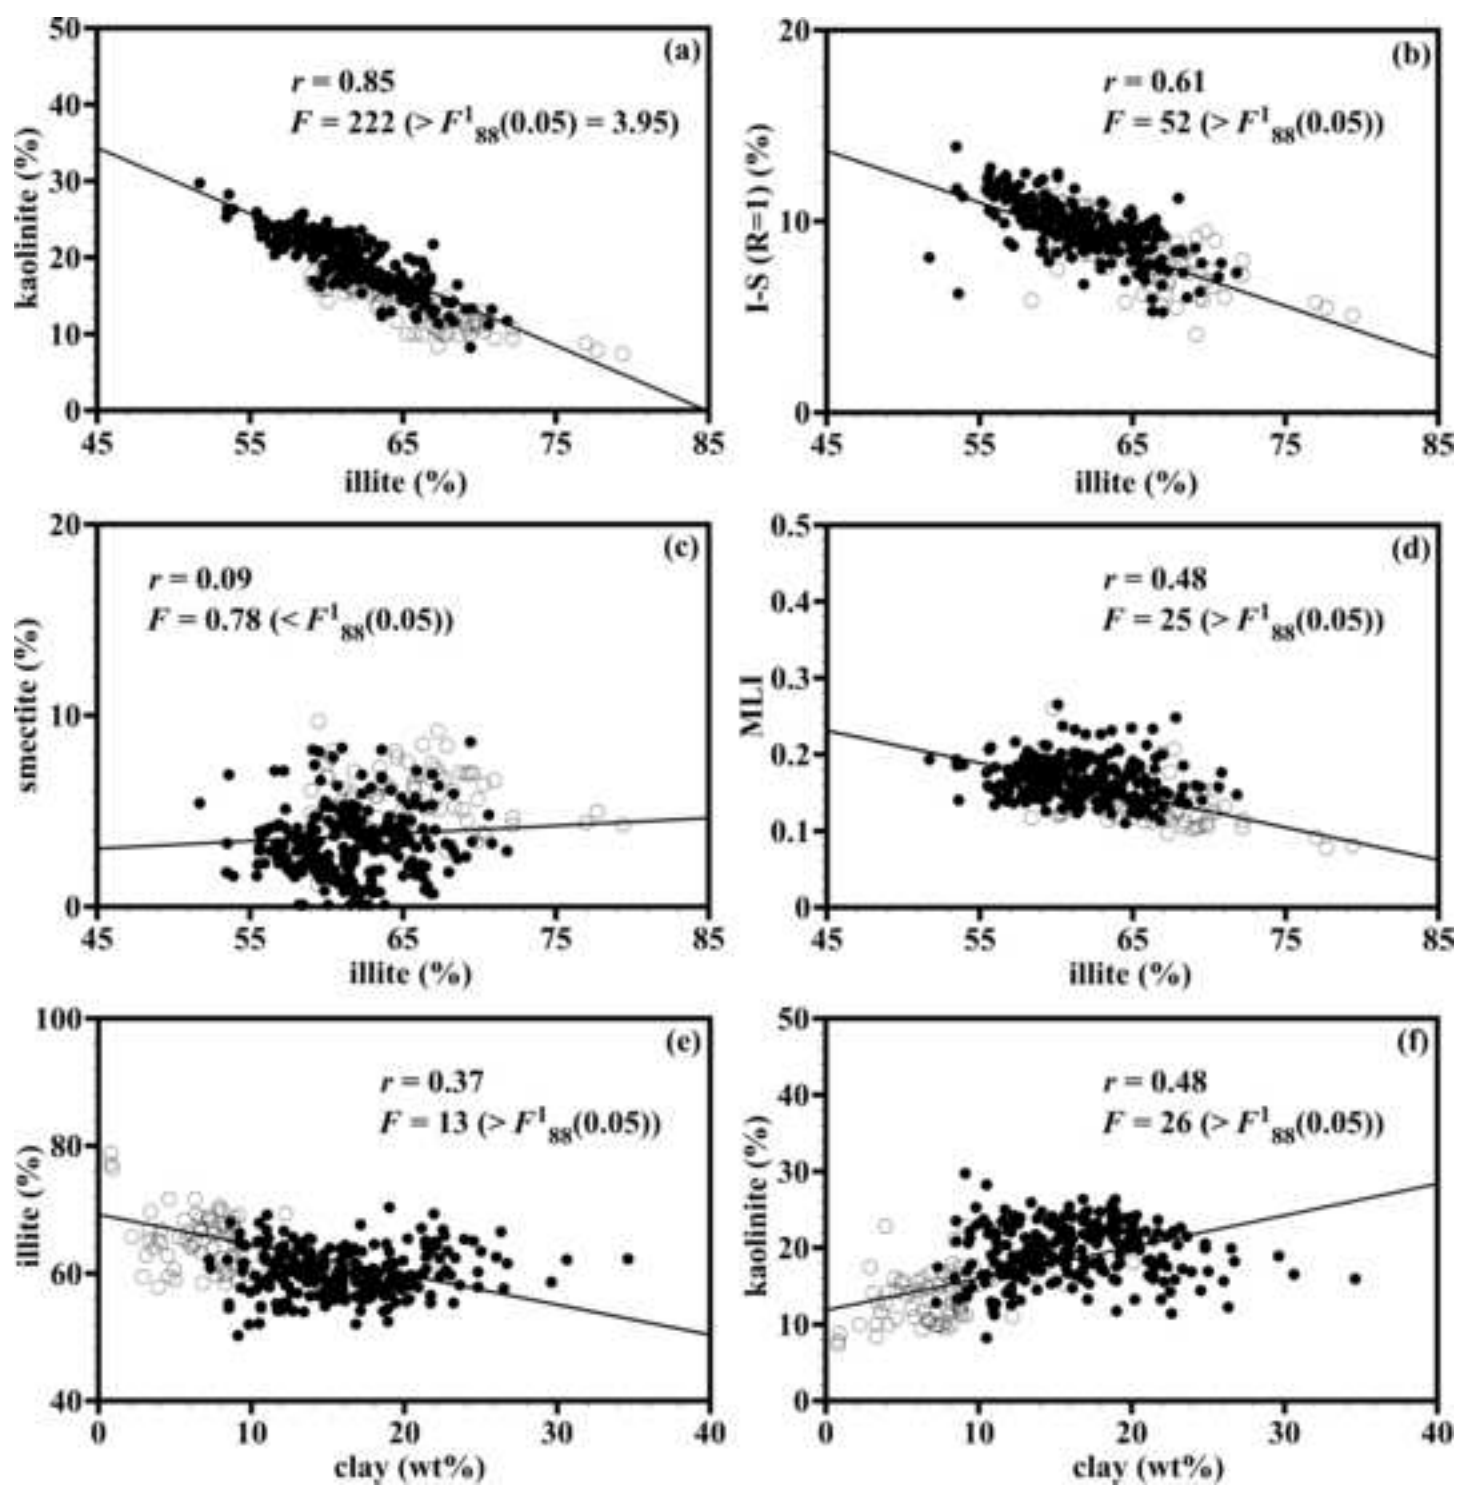 50
40
30
20
10
0
kaolinite (%)
(a)
r = 0.85
F = 222 (> F¹₈₈(0.05) = 3.95)
45 55 65 75 85
illite (%)
20
10
0
I-S (R=1) (%)
(b)
r = 0.61
F = 52 (> F¹₈₈(0.05))
45 55 65 75 85
illite (%)
20
10
0
smectite (%)
(c)
r = 0.09
F = 0.78 (< F¹₈₈(0.05))
45 55 65 75 85
illite (%)
0.5
0.4
0.3
0.2
0.1
0
MLI
(d)
r = 0.48
F = 25 (> F¹₈₈(0.05))
45 55 65 75 85
illite (%)
100
80
60
40
illite (%)
(e)
r = 0.37
F = 13 (> F¹₈₈(0.05))
0 10 20 30 40
clay (wt%)
50
40
30
20
10
0
kaolinite (%)
(f)
r = 0.48
F = 26 (> F¹₈₈(0.05))
0 10 20 30 40
clay (wt%)